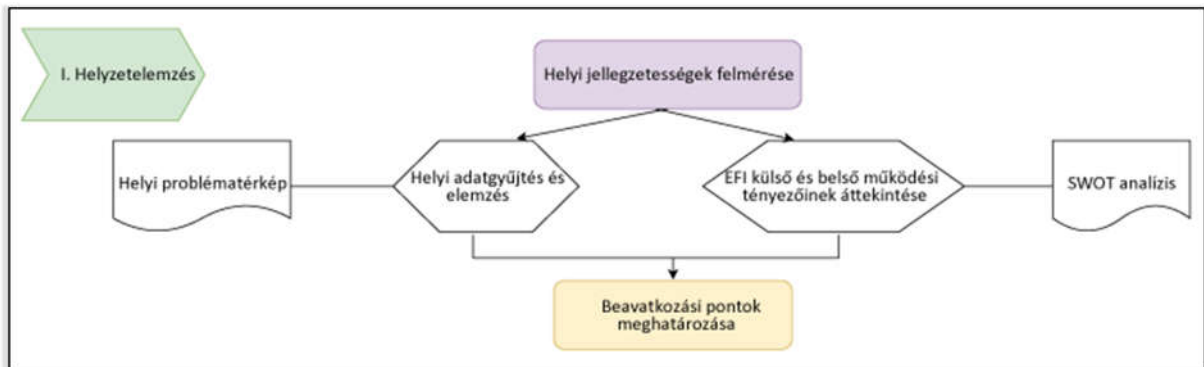 I. Helyzetelemzés
Helyi jellegzetességek felmérése
Helyi problématérkép
Helyi adatgyűjtés és
elemzés
EFI külső és belső működési
tényezőinek áttekintése
SWOT analízis
Beavatkozási pontok
meghatározása